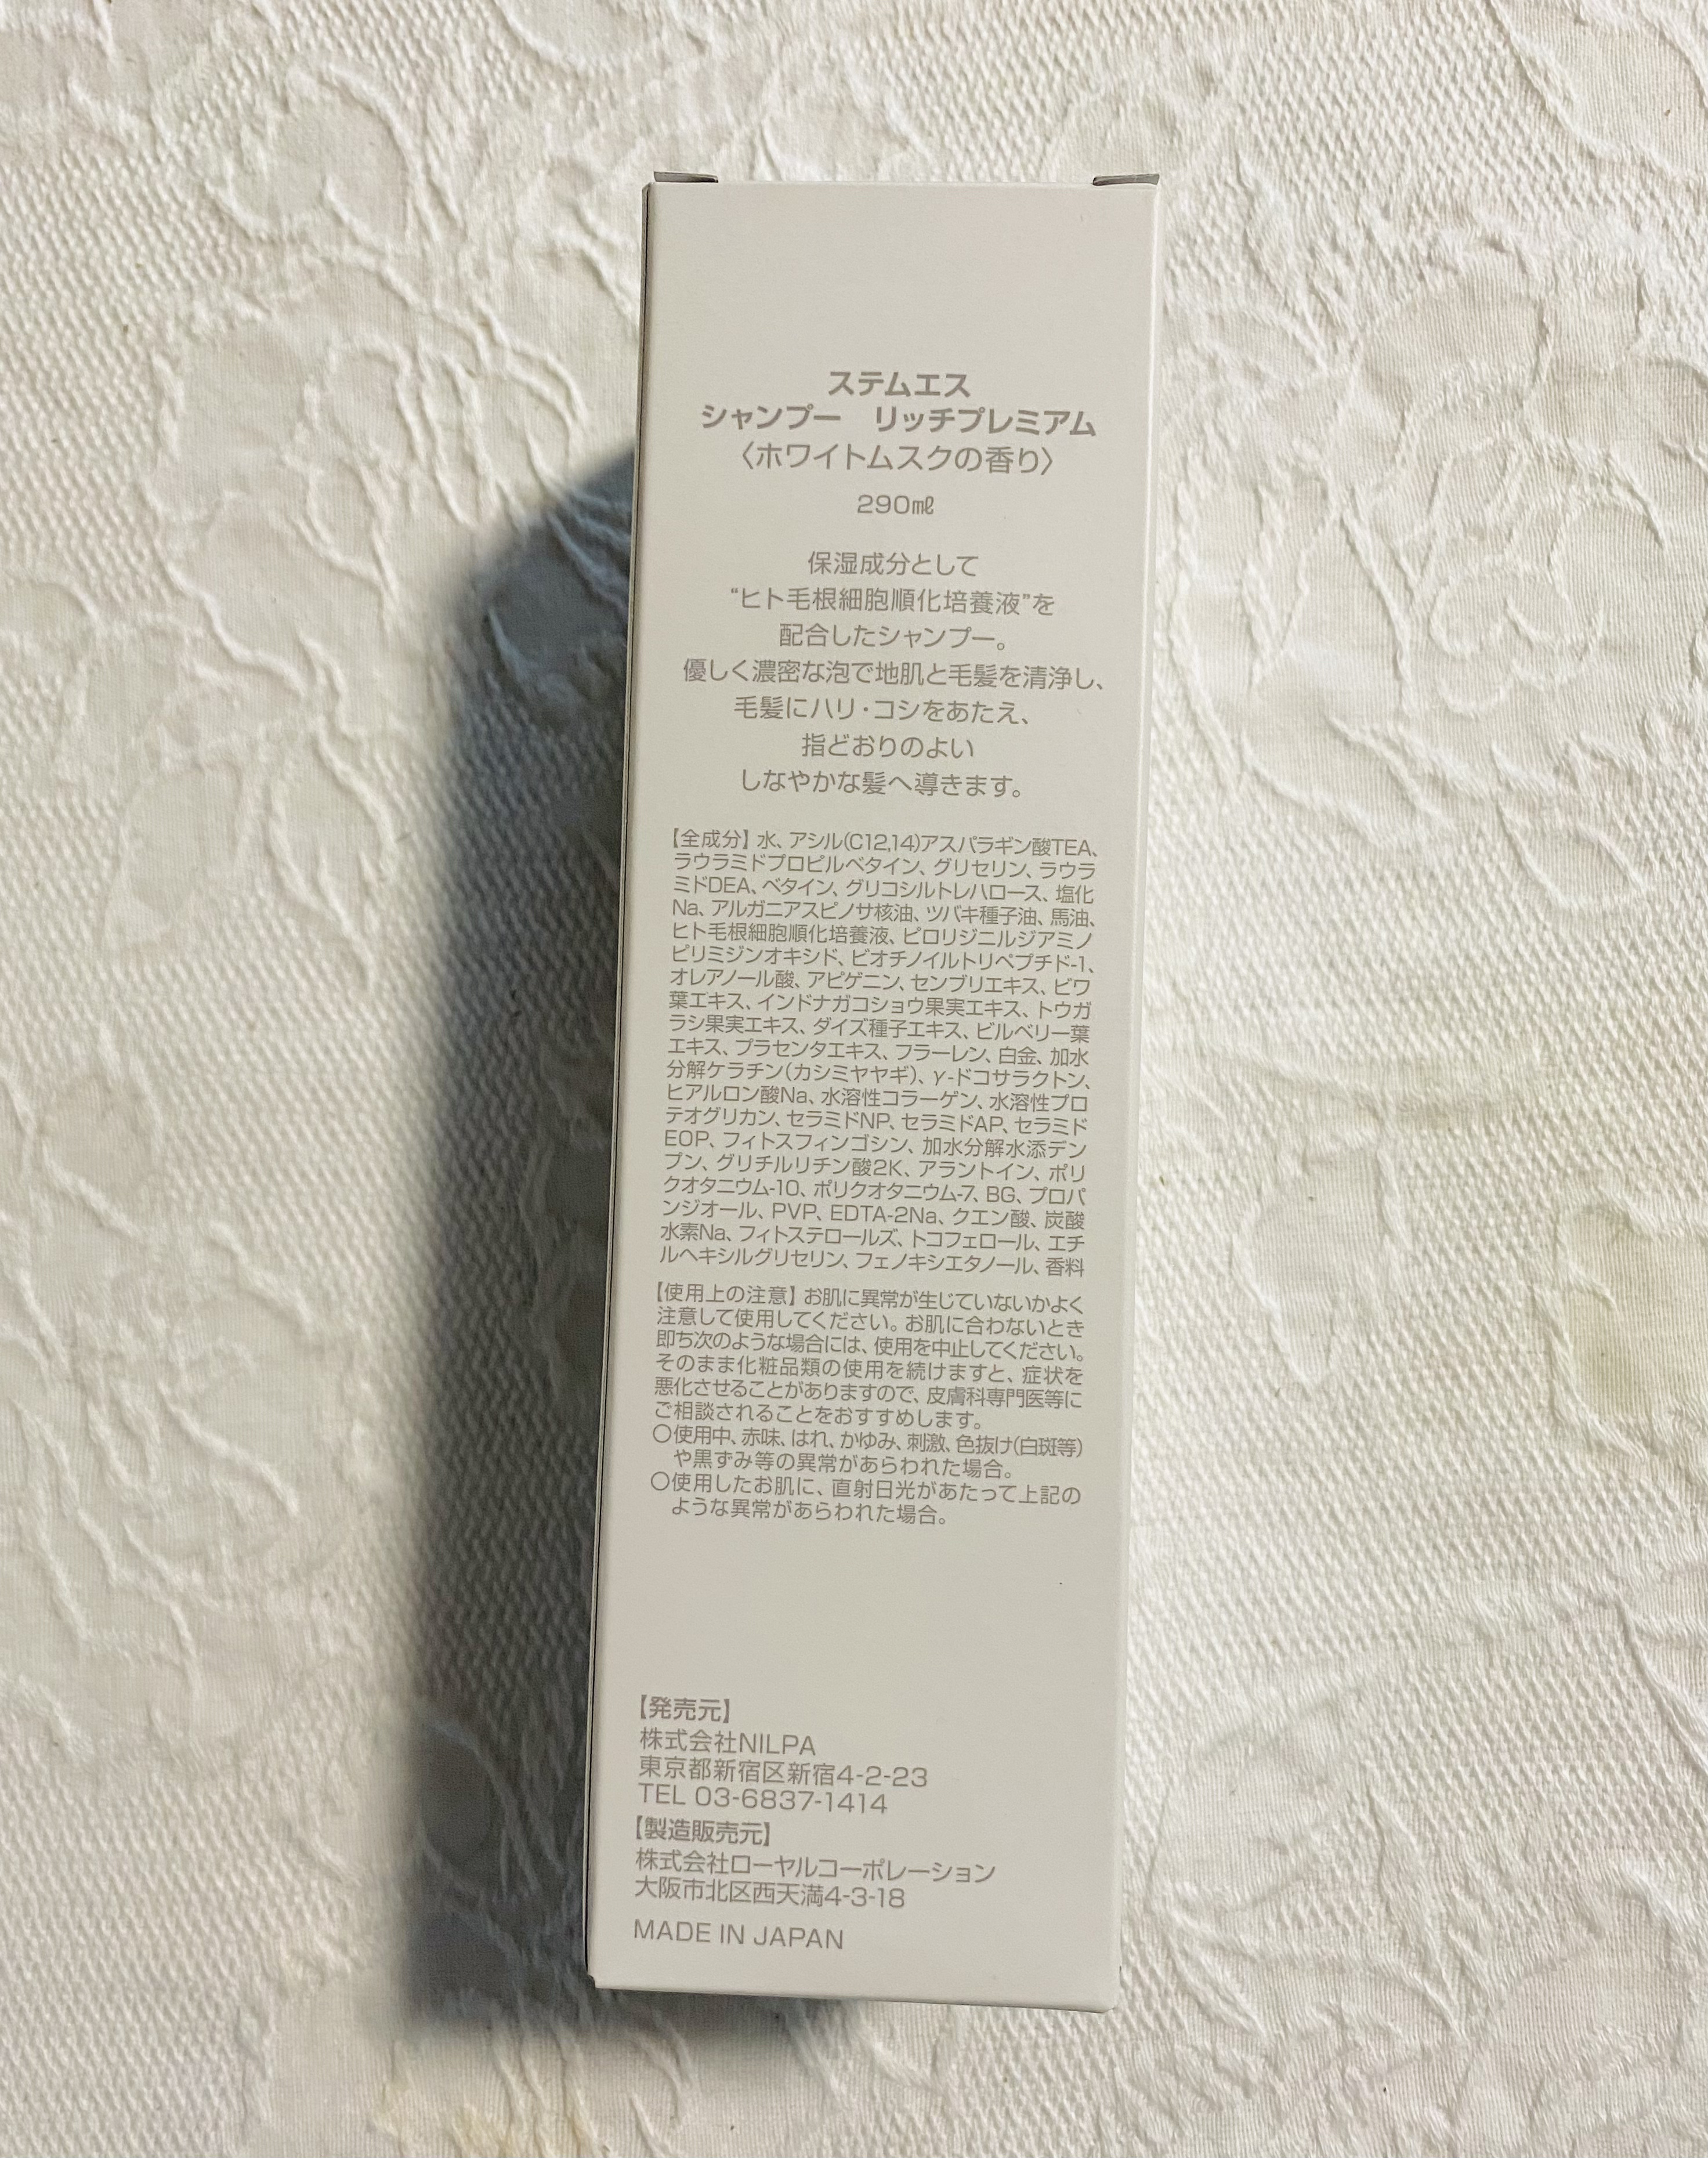 ステムエス
シャンプー　リッチプレミアム
〈ホワイトムスクの香り〉
290㎖
保湿成分として
“ヒト毛根細胞順化培養液”を
配合したシャンプー。
優しく濃密な泡で地肌と毛髪を清浄し、
毛髪にハリ・コシをあたえ、
指どおりのよい
しなやかな髪へ導きます。
【全成分】水、アシル(C12,14)アスパラギン酸TEA、
ラウラミドプロピルベタイン、グリセリン、ラウラ
ミドDEA、ベタイン、グリコシルトレハロース、塩化
Na、アルガニアスピノサ核油、ツバキ種子油、馬油、
ヒト毛根細胞順化培養液、ピロリジニルジアミノ
ピリミジンオキシド、ビオチノイルトリペプチド-1、
オレアノール酸、アピゲニン、センブリエキス、ビワ
葉エキス、インドナガコショウ果実エキス、トウガ
ラシ果実エキス、ダイズ種子エキス、ビルベリー葉
エキス、プラセンタエキス、フラーレン、白金、加水
分解ケラチン(カシミヤヤギ)、γ-ドコサラクトン、
ヒアルロン酸Na、水溶性コラーゲン、水溶性プロ
テオグリカン、セラミドNP、セラミドAP、セラミド
EOP、フィトスフィンゴシン、加水分解水添デン
プン、グリチルリチン酸2K、アラントイン、ポリ
クオタニウム-10、ポリクオタニウム-7、BG、プロパ
ンジオール、PVP、EDTA-2Na、クエン酸、炭酸
水素Na、フィトステロールズ、トコフェロール、エチ
ルヘキシルグリセリン、フェノキシエタノール、香料
【使用上の注意】お肌に異常が生じていないかよく
注意して使用してください。お肌に合わないとき
即ち次のような場合には、使用を中止してください。
そのまま化粧品類の使用を続けますと、症状を
悪化させることがありますので、皮膚科専門医等に
ご相談されることをおすすめします。
〇使用中、赤味、はれ、かゆみ、刺激、色抜け(白斑等)
や黒ずみ等の異常があらわれた場合。
〇使用したお肌に、直射日光があたって上記の
ような異常があらわれた場合。
【発売元】
株式会社NILPA
東京都新宿区新宿4-2-23
TEL 03-6837-1414
【製造販売元】
株式会社ローヤルコーポレーション
大阪市北区西天満4-3-18
MADE IN JAPAN